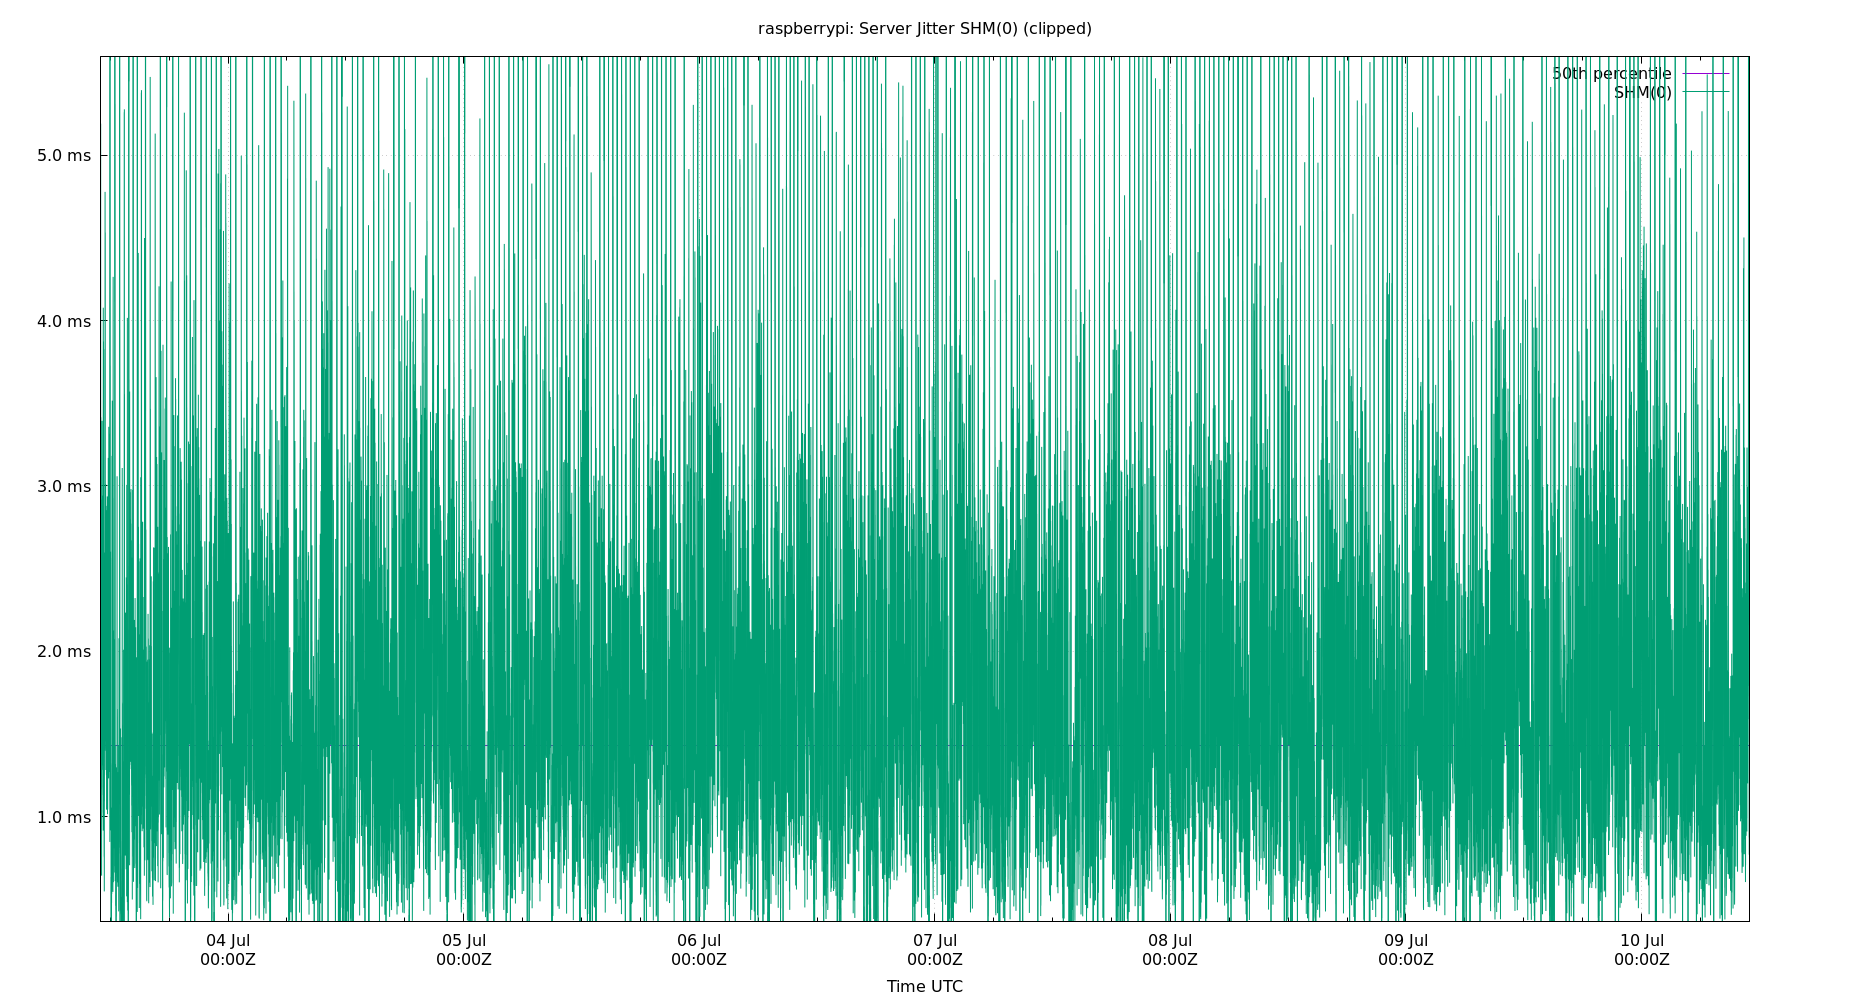 raspberrypi: Server Jitter SHM(0) (clipped)
50th percentile
SHM(0)
5.0 ms
4.0 ms
3.0 ms
2.0 ms
1.0 ms
04 Jul 05 Jul 06 Jul 07 Jul 08 Jul 09 Jul 10 Jul
00:00Z 00:00Z 00:00Z 00:00Z 00:00Z 00:00Z 00:00Z
Time UTC